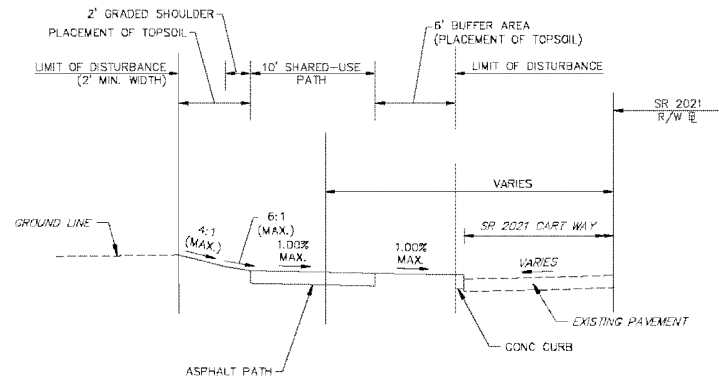 2' GRADED SHOULDER
PLACEMENT OF TOPSOIL
6' BUFFER AREA
(PLACEMENT OF TOPSOIL)
LIMIT OF DISTURBANCE
(2' MIN. WIDTH)
10' SHARED-USE
PATH
LIMIT OF DISTURBANCE
SR 2021
R/W ℄
VARIES
GROUND LINE
4:1
(MAX.)
6:1
(MAX.)
1.00%
MAX.
1.00%
MAX.
SR 2021 CART WAY
VARIES
EXISTING PAVEMENT
CONC CURB
ASPHALT PATH